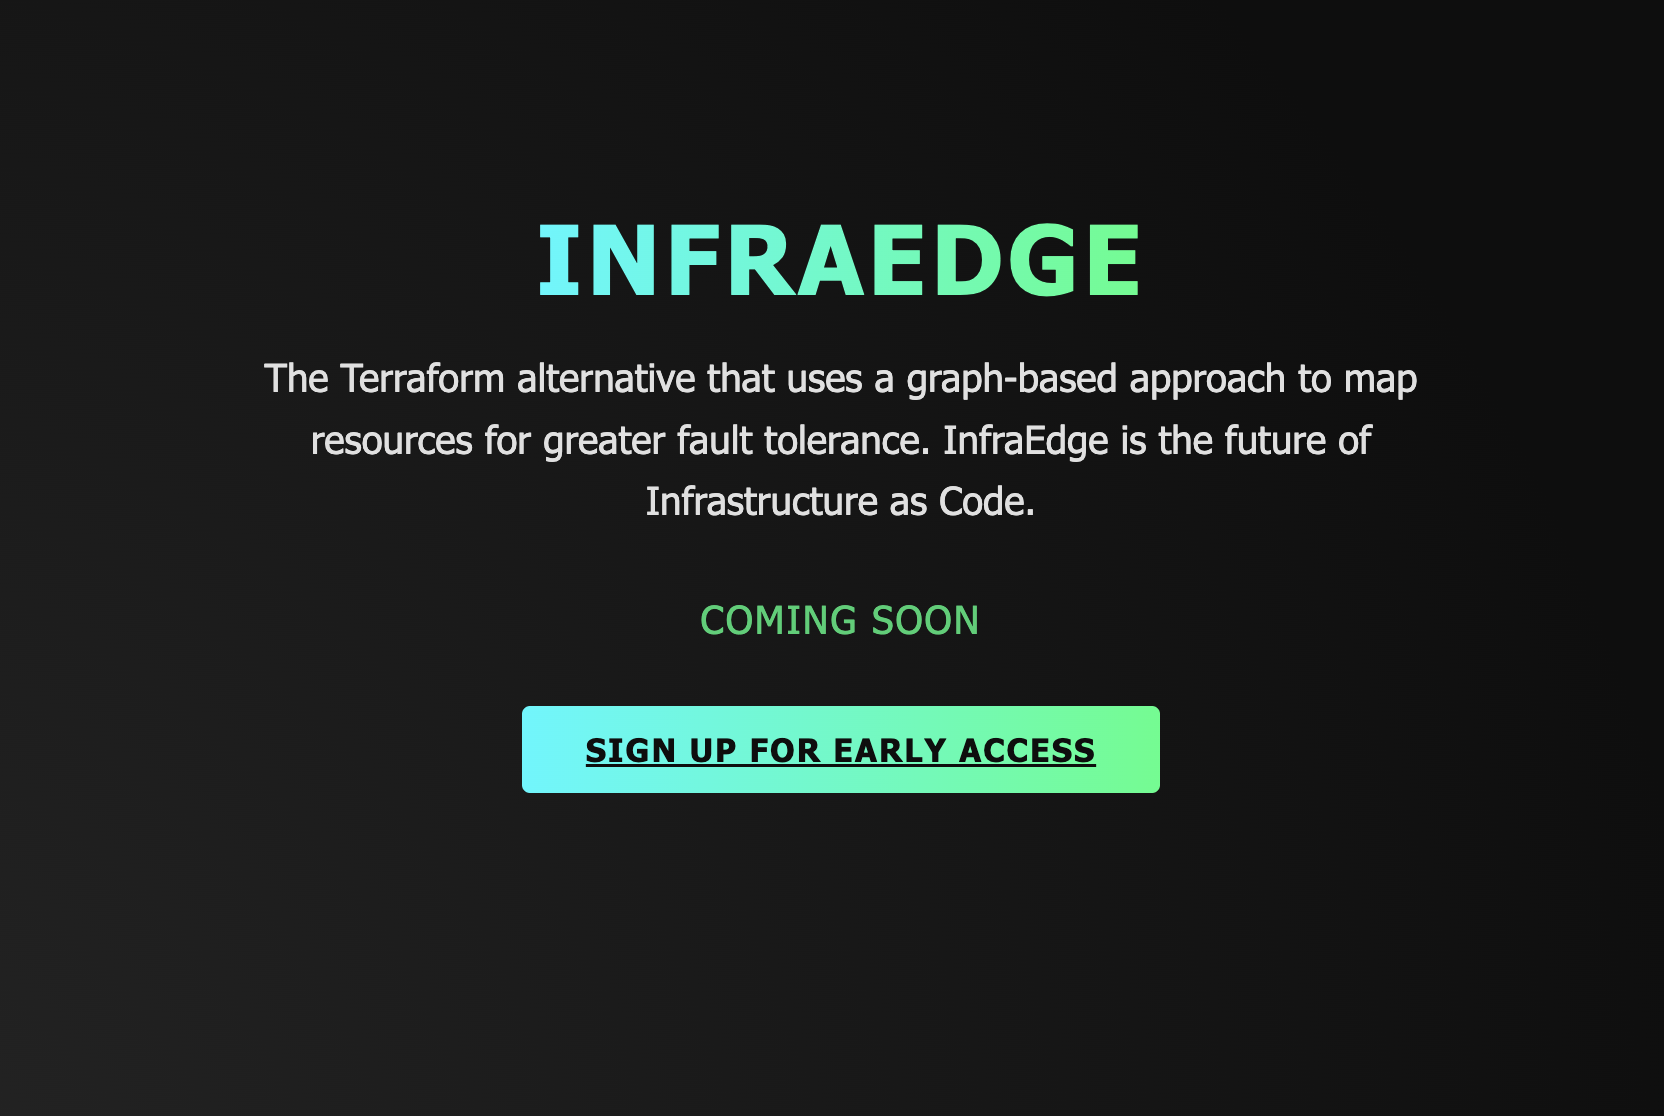 INFRAEDGE
The Terraform alternative that uses a graph-based approach to map
resources for greater fault tolerance. InfraEdge is the future of
Infrastructure as Code.
COMING SOON
SIGN UP FOR EARLY ACCESS